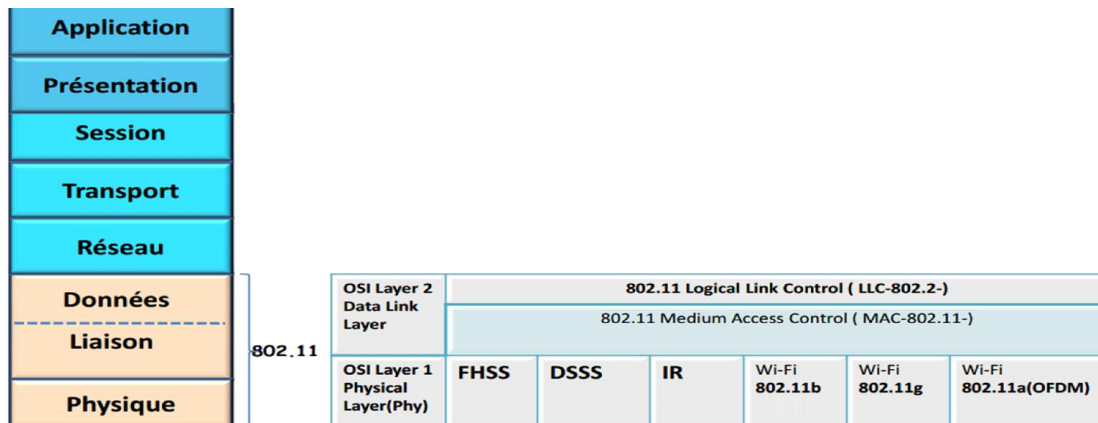 Application
Présentation
Session
Transport
Réseau
Données
Liaison
Physique
802.11
OSI Layer 2
Data Link
Layer
802.11 Logical Link Control ( LLC-802.2-)
802.11 Medium Access Control ( MAC-802.11-)
OSI Layer 1
Physical
Layer(Phy)
FHSS
DSSS
IR
Wi-Fi
802.11b
Wi-Fi
802.11g
Wi-Fi
802.11a(OFDM)